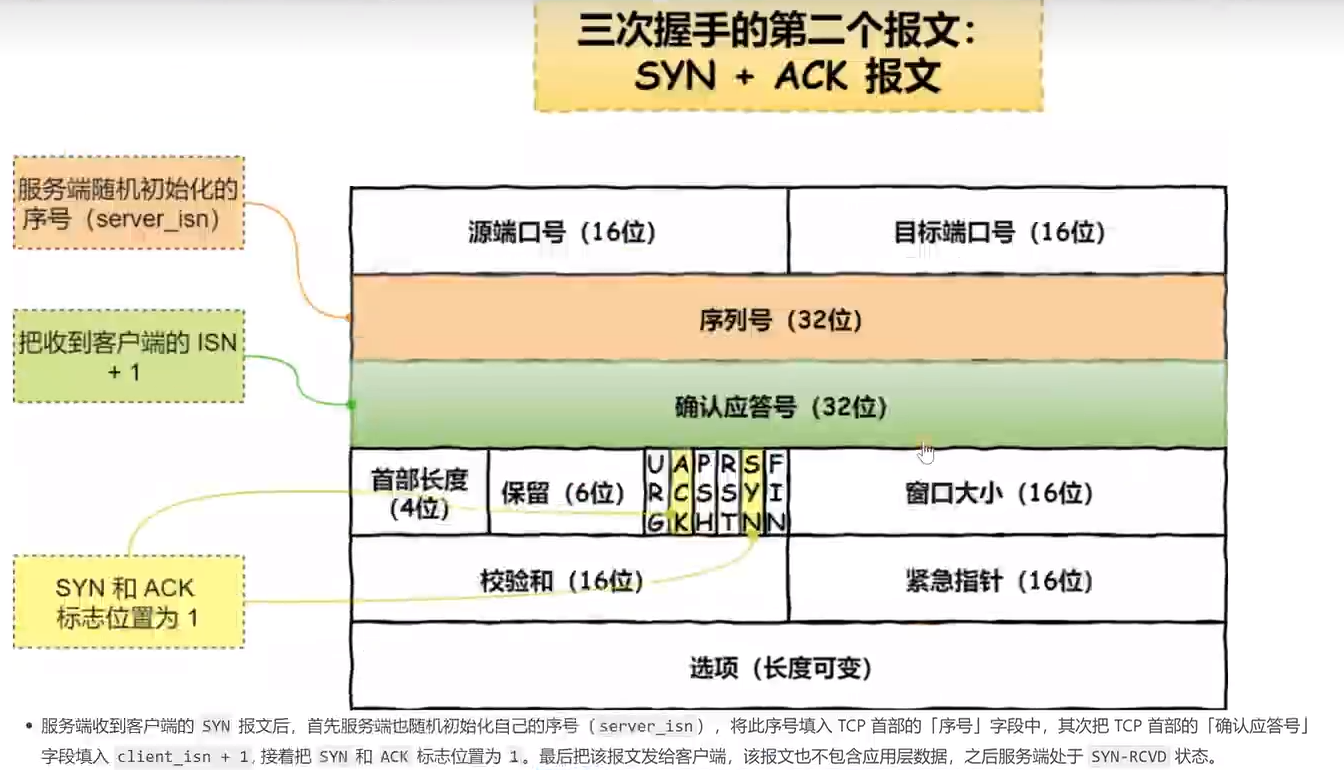 三次握手的第二个报文：
SYN + ACK 报文
服务端随机初始化的
序号（server_isn）
源端口号（16位）
目标端口号（16位）
序列号（32位）
把收到客户端的 ISN
+ 1
确认应答号（32位）
首部长度
（4位）
保留（6位）
URG
ACK
PSH
RST
SYN
FIN
窗口大小（16位）
SYN 和 ACK
标志位置为 1
校验和（16位）
紧急指针（16位）
选项（长度可变）
• 服务端收到客户端的 SYN 报文后，首先服务端也随机初始化自己的序号（server_isn），将此序号填入 TCP 首部的「序号」字段中，其次把 TCP 首部的「确认应答号」
字段填入 client_isn + 1, 接着把 SYN 和 ACK 标志位置为 1。最后把该报文发给客户端，该报文也不包含应用层数据，之后服务端处于 SYN-RCVD 状态。